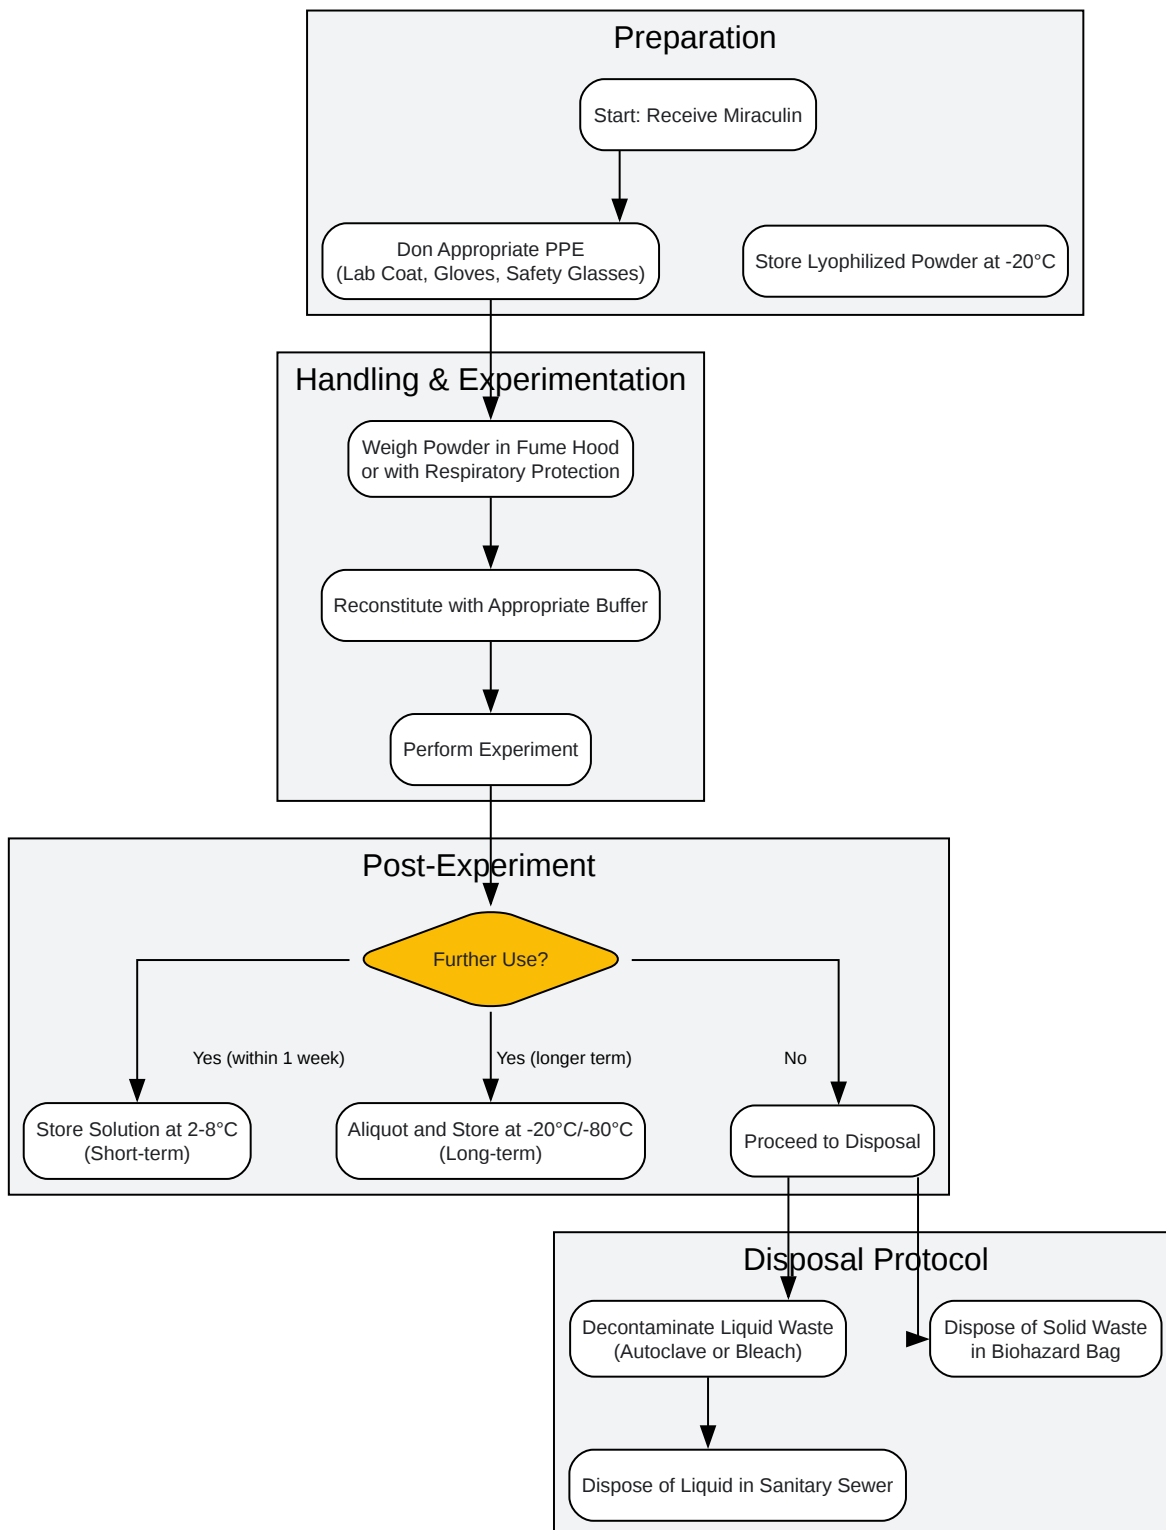 Preparation
Start: Receive Miraculin
Don Appropriate PPE
(Lab Coat, Gloves, Safety Glasses)
Store Lyophilized Powder at -20°C
Handling & Experimentation
Weigh Powder in Fume Hood
or with Respiratory Protection
Reconstitute with Appropriate Buffer
Perform Experiment
Post-Experiment
Further Use?
Yes (within 1 week)
Yes (longer term)
No
Store Solution at 2-8°C
(Short-term)
Aliquot and Store at -20°C/-80°C
(Long-term)
Proceed to Disposal
Disposal Protocol
Decontaminate Liquid Waste
(Autoclave or Bleach)
Dispose of Solid Waste
in Biohazard Bag
Dispose of Liquid in Sanitary Sewer